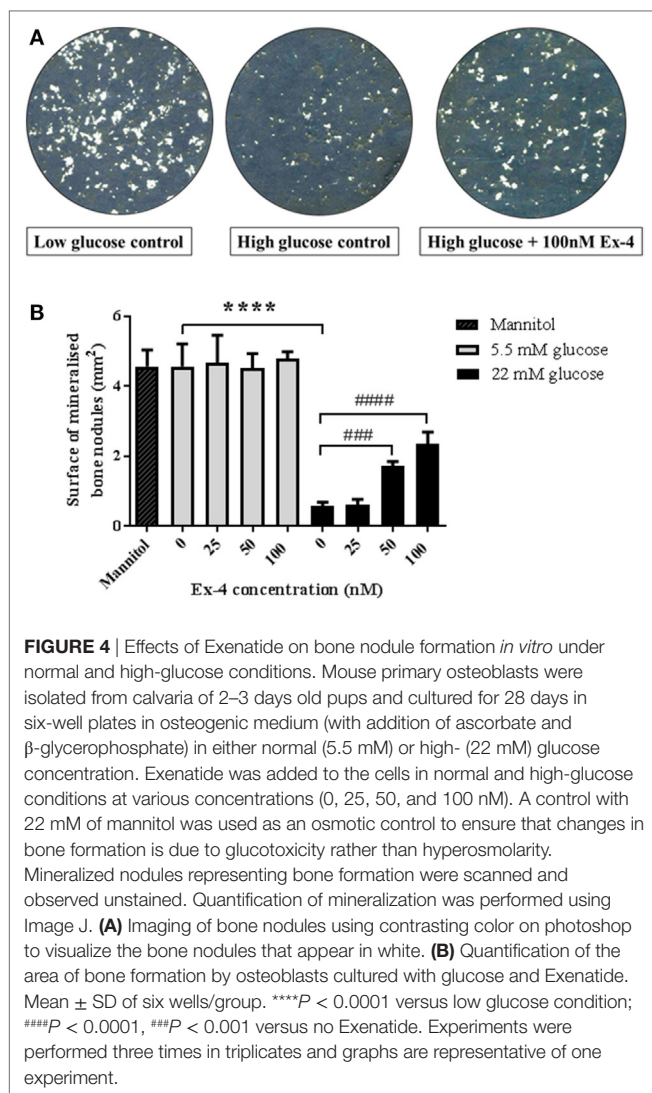 A
Low glucose control
High glucose control
High glucose + 100nM Ex-4
B
Surface of mineralised
bone nodules (mm²)
6
4
2
0
****
###
####
Mannitol
5.5 mM glucose
22 mM glucose
Mannitol 0 25 50 100 0 25 50 100
Ex-4 concentration (nM)
FIGURE 4 | Effects of Exenatide on bone nodule formation in vitro under
normal and high-glucose conditions. Mouse primary osteoblasts were
isolated from calvaria of 2–3 days old pups and cultured for 28 days in
six-well plates in osteogenic medium (with addition of ascorbate and
β-glycerophosphate) in either normal (5.5 mM) or high- (22 mM) glucose
concentration. Exenatide was added to the cells in normal and high-glucose
conditions at various concentrations (0, 25, 50, and 100 nM). A control with
22 mM of mannitol was used as an osmotic control to ensure that changes in
bone formation is due to glucotoxicity rather than hyperosmolarity.
Mineralized nodules representing bone formation were scanned and
observed unstained. Quantification of mineralization was performed using
Image J. (A) Imaging of bone nodules using contrasting color on photoshop
to visualize the bone nodules that appear in white. (B) Quantification of the
area of bone formation by osteoblasts cultured with glucose and Exenatide.
Mean ± SD of six wells/group. ****P < 0.0001 versus low glucose condition;
####P < 0.0001, ###P < 0.001 versus no Exenatide. Experiments were
performed three times in triplicates and graphs are representative of one
experiment.